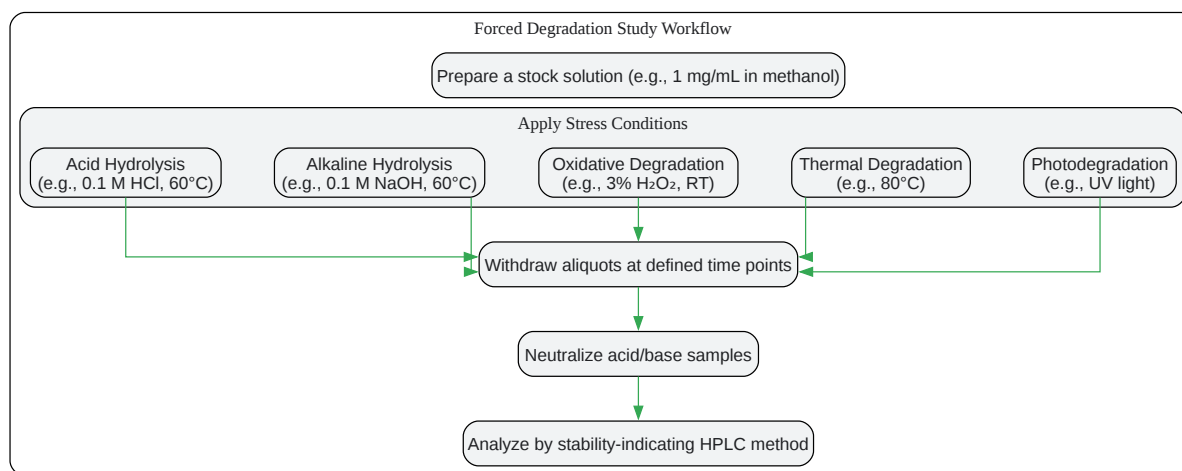 Forced Degradation Study Workflow
Prepare a stock solution (e.g., 1 mg/mL in methanol)
Apply Stress Conditions
Acid Hydrolysis
(e.g., 0.1 M HCl, 60°C)
Alkaline Hydrolysis
(e.g., 0.1 M NaOH, 60°C)
Oxidative Degradation
(e.g., 3% H₂O₂, RT)
Thermal Degradation
(e.g., 80°C)
Photodegradation
(e.g., UV light)
Withdraw aliquots at defined time points
Neutralize acid/base samples
Analyze by stability-indicating HPLC method